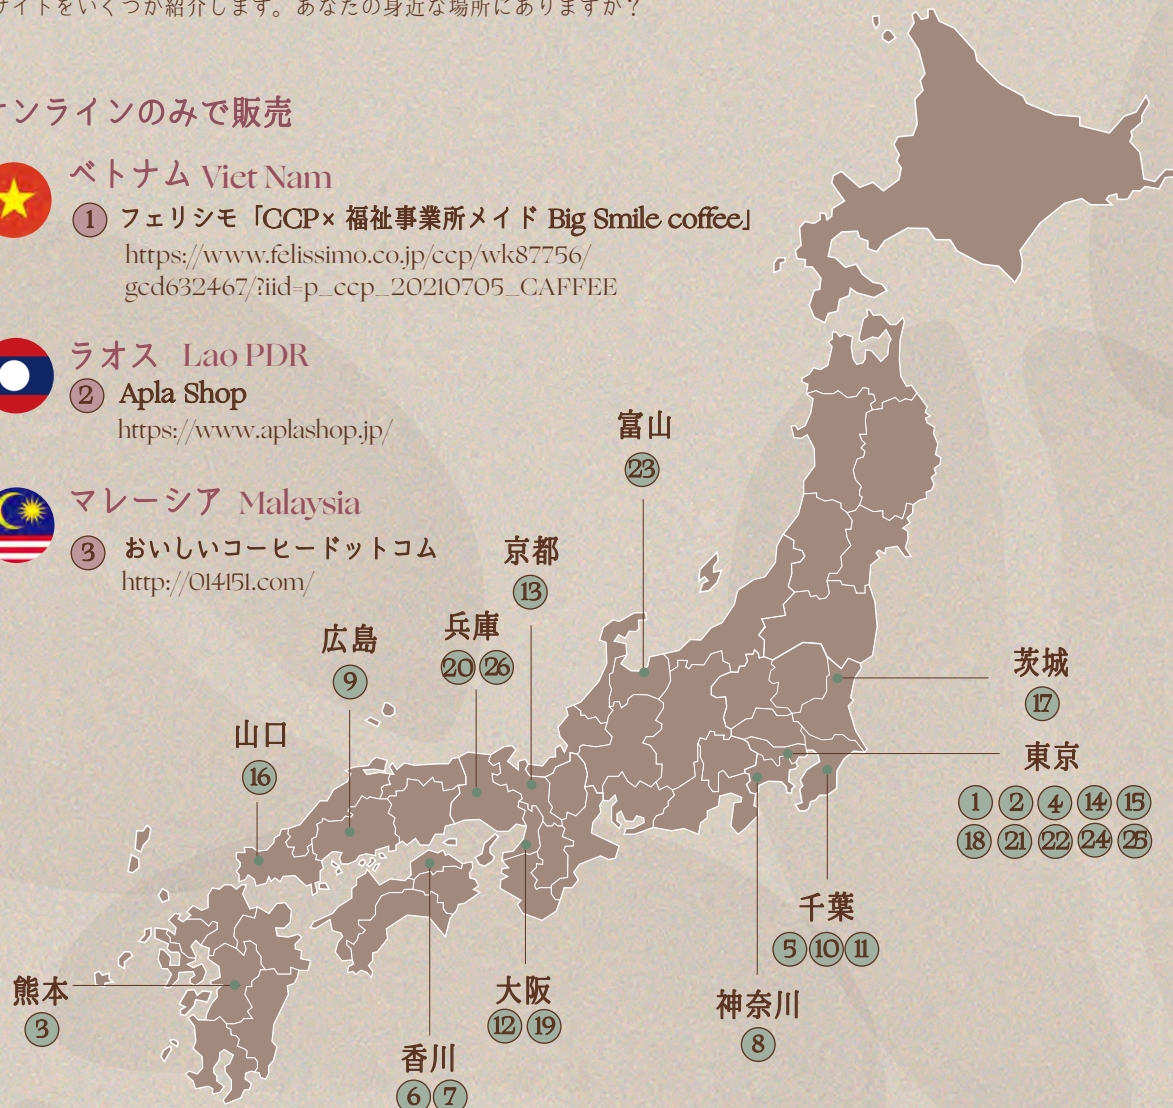 サイトをいくつか紹介します。あなたの身近な場所にありますか？
オンラインのみで販売
ベトナム Viet Nam
1 フェリシモ「CCP× 福祉事業所メイド Big Smile coffee」
https://www.felissimo.co.jp/ccp/wk87756/
gcd632467/?iid=p_ccp_20210705_CAFFEE
ラオス Lao PDR
2 Apla Shop
https://www.aplashop.jp/
マレーシア Malaysia
3 おいしいコーヒードットコム
http://014151.com/
富山
23
京都
13
兵庫
20 26
広島
9
山口
16
茨城
17
東京
1 2 4 14 15
18 21 22 24 25
千葉
5 10 11
神奈川
8
大阪
12 19
香川
6 7
熊本
3